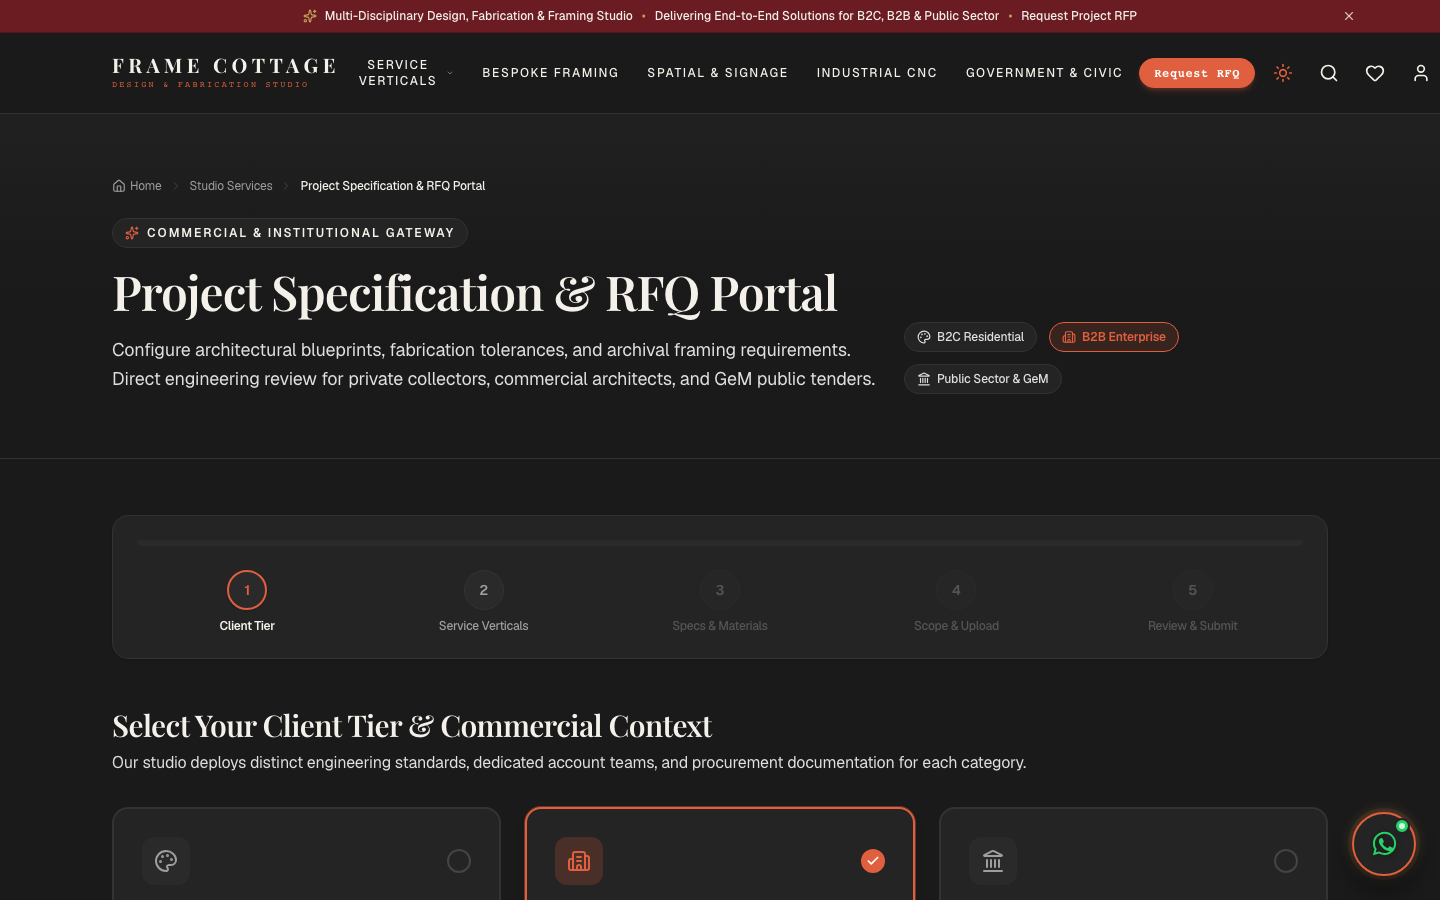 Multi-Disciplinary Design, Fabrication & Framing Studio • Delivering End-to-End Solutions for B2C, B2B & Public Sector • Request Project RFP
FRAME COTTAGE
DESIGN & FABRICATION STUDIO
SERVICE
VERTICALS
BESPOKE FRAMING
SPATIAL & SIGNAGE
INDUSTRIAL CNC
GOVERNMENT & CIVIC
Request RFQ
Home
Studio Services
Project Specification & RFQ Portal
COMMERCIAL & INSTITUTIONAL GATEWAY
Project Specification & RFQ Portal
Configure architectural blueprints, fabrication tolerances, and archival framing requirements.
Direct engineering review for private collectors, commercial architects, and GeM public tenders.
B2C Residential
B2B Enterprise
Public Sector & GeM
1
2
3
4
5
Client Tier
Service Verticals
Specs & Materials
Scope & Upload
Review & Submit
Select Your Client Tier & Commercial Context
Our studio deploys distinct engineering standards, dedicated account teams, and procurement documentation for each category.